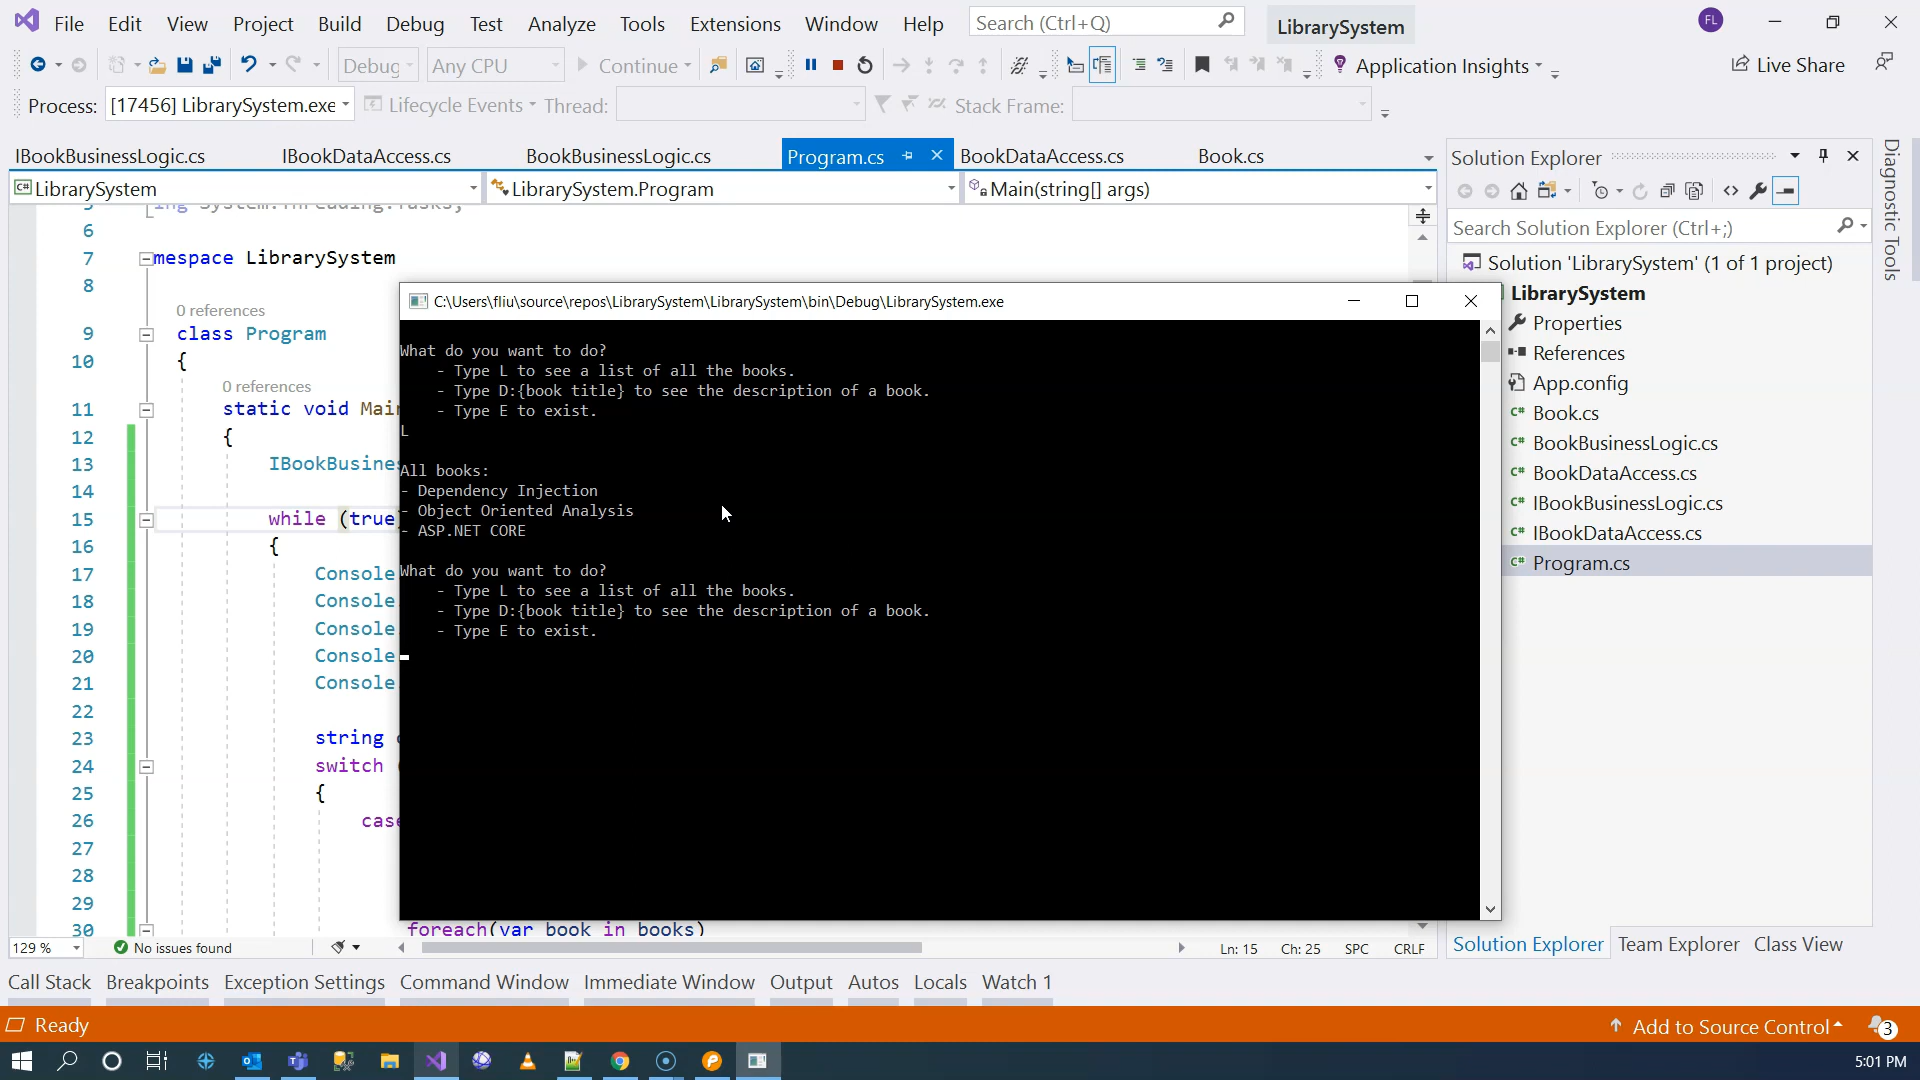 File Edit View Project Build Debug Test Analyze Tools Extensions Window Help Search (Ctrl+Q) LibrarySystem FL
Debug Any CPU Continue Application Insights Live Share
Process: [17456] LibrarySystem.exe Lifecycle Events Thread: Stack Frame:
IBookBusinessLogic.cs IBookDataAccess.cs BookBusinessLogic.cs Program.cs BookDataAccess.cs Book.cs
LibrarySystem LibrarySystem.Program Main(string[] args)
6
7 mespace LibrarySystem
8
0 references
9 class Program
10 {
0 references
11 static void Mai
12 {
13 IBookBusines
14
15 while (true
16 {
17 Console
18 Console
19 Console
20 Console
21 Console
22
23 string
24 switch
25 {
26 case
27
28
29
30 foreach(var book in books)
C:\Users\fliu\source\repos\LibrarySystem\LibrarySystem\bin\Debug\LibrarySystem.exe
What do you want to do?
- Type L to see a list of all the books.
- Type D:{book title} to see the description of a book.
- Type E to exist.
L
All books:
- Dependency Injection
- Object Oriented Analysis
- ASP.NET CORE
What do you want to do?
- Type L to see a list of all the books.
- Type D:{book title} to see the description of a book.
- Type E to exist.
Solution Explorer
Search Solution Explorer (Ctrl+;)
Solution 'LibrarySystem' (1 of 1 project)
LibrarySystem
Properties
References
App.config
C# Book.cs
C# BookBusinessLogic.cs
C# BookDataAccess.cs
C# IBookBusinessLogic.cs
C# IBookDataAccess.cs
C# Program.cs
Diagnostic Tools
129 % No issues found Ln: 15 Ch: 25 SPC CRLF
Solution Explorer Team Explorer Class View
Call Stack Breakpoints Exception Settings Command Window Immediate Window Output Autos Locals Watch 1
Ready Add to Source Control 3
5:01 PM